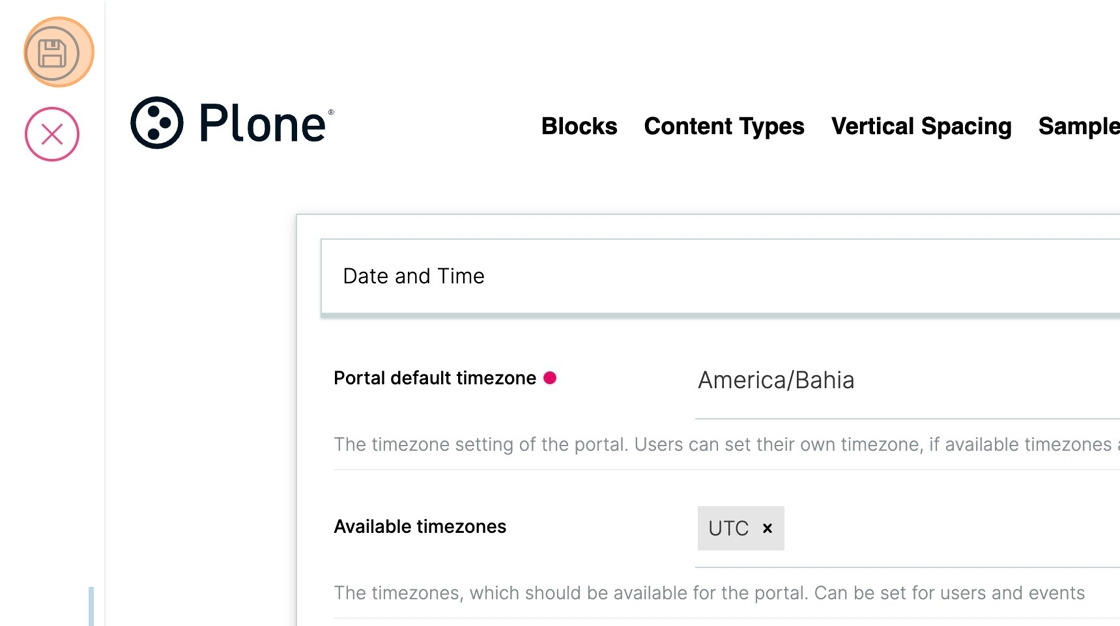 Plone®
Blocks Content Types Vertical Spacing Sample
Date and Time
Portal default timezone
America/Bahia
The timezone setting of the portal. Users can set their own timezone, if available timezones
Available timezones
UTC ×
The timezones, which should be available for the portal. Can be set for users and events